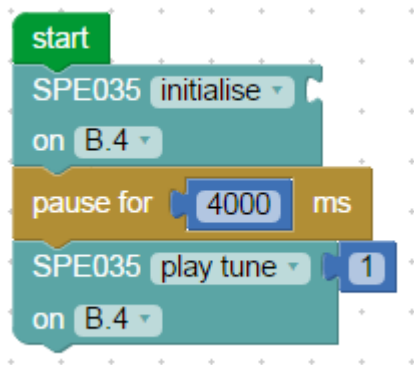 start
SPE035 initialise
on B.4
pause for 4000 ms
SPE035 play tune 1
on B.4